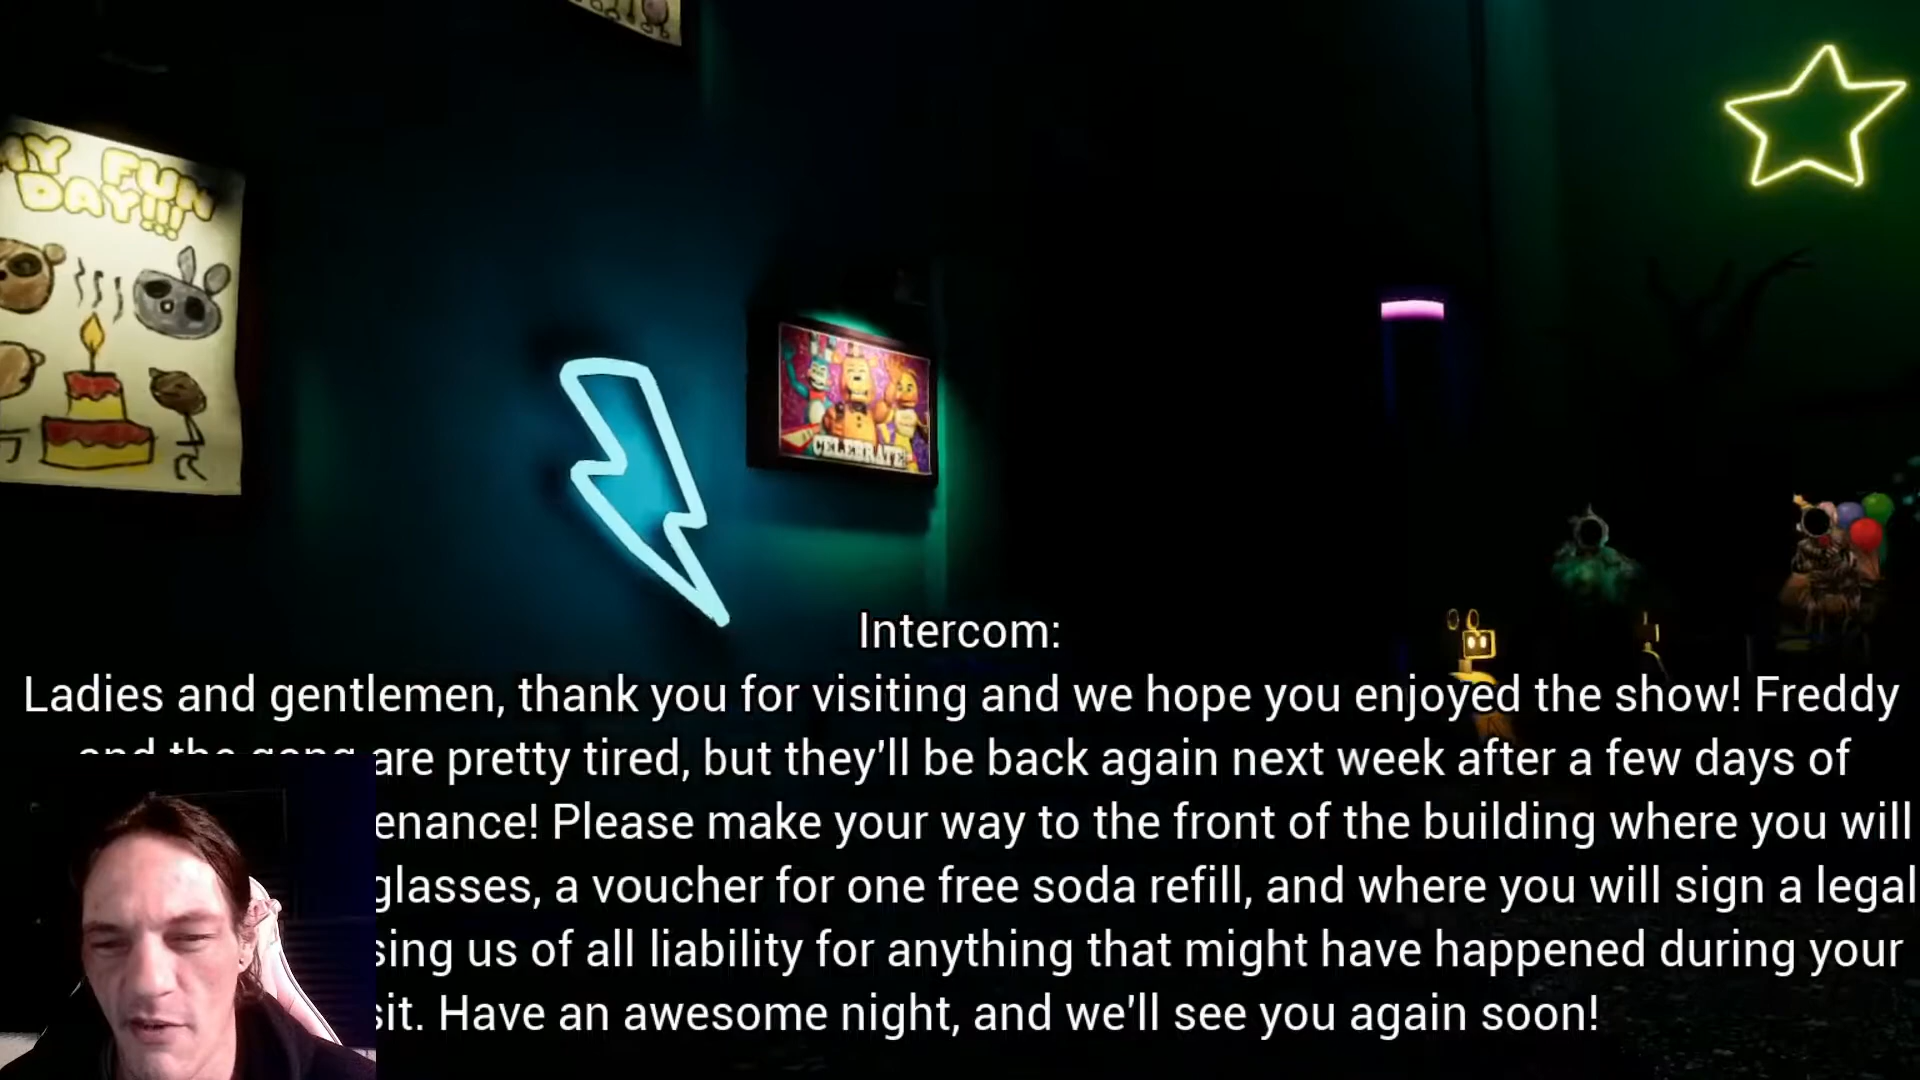 MY FUN
DAY!!!
CELEBRATE!
Intercom:
Ladies and gentlemen, thank you for visiting and we hope you enjoyed the show! Freddy
and the gang are pretty tired, but they'll be back again next week after a few days of
enance! Please make your way to the front of the building where you will
glasses, a voucher for one free soda refill, and where you will sign a legal
sing us of all liability for anything that might have happened during your
sit. Have an awesome night, and we'll see you again soon!